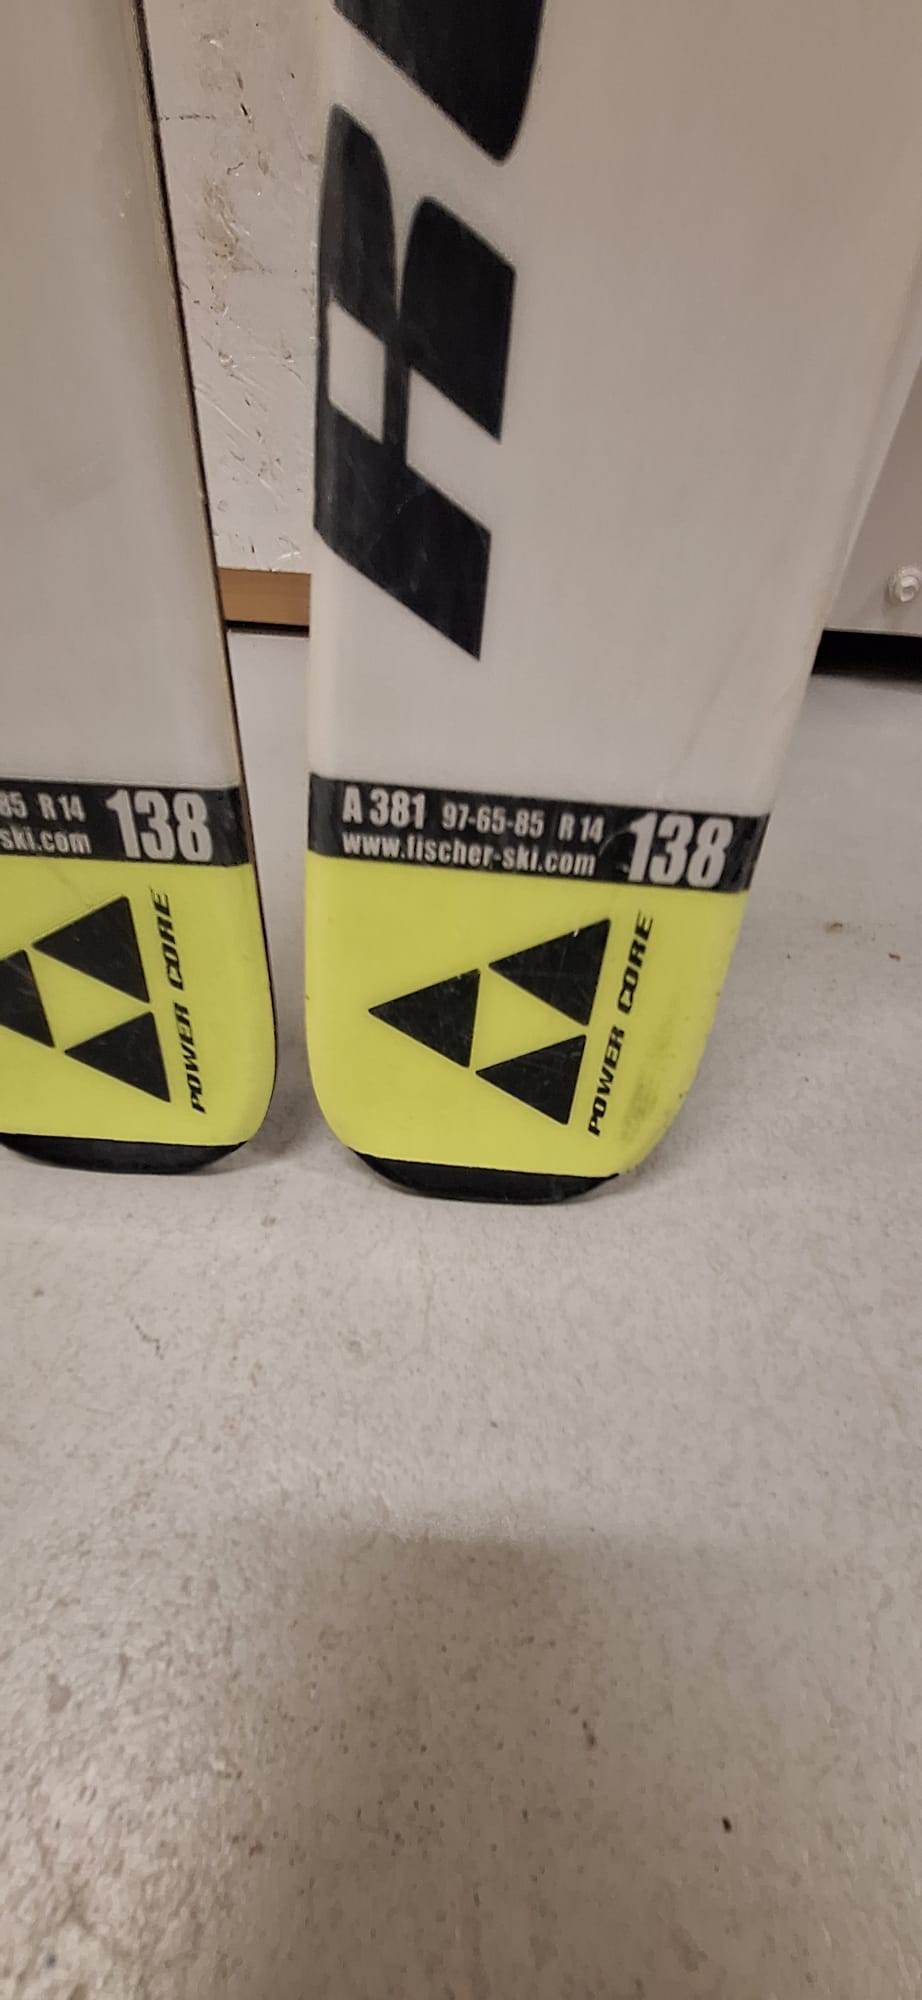 85 R 14 138
ski.com
POWER CORE
A 381 97-65-85 R 14 138
www.fischer-ski.com
POWER CORE